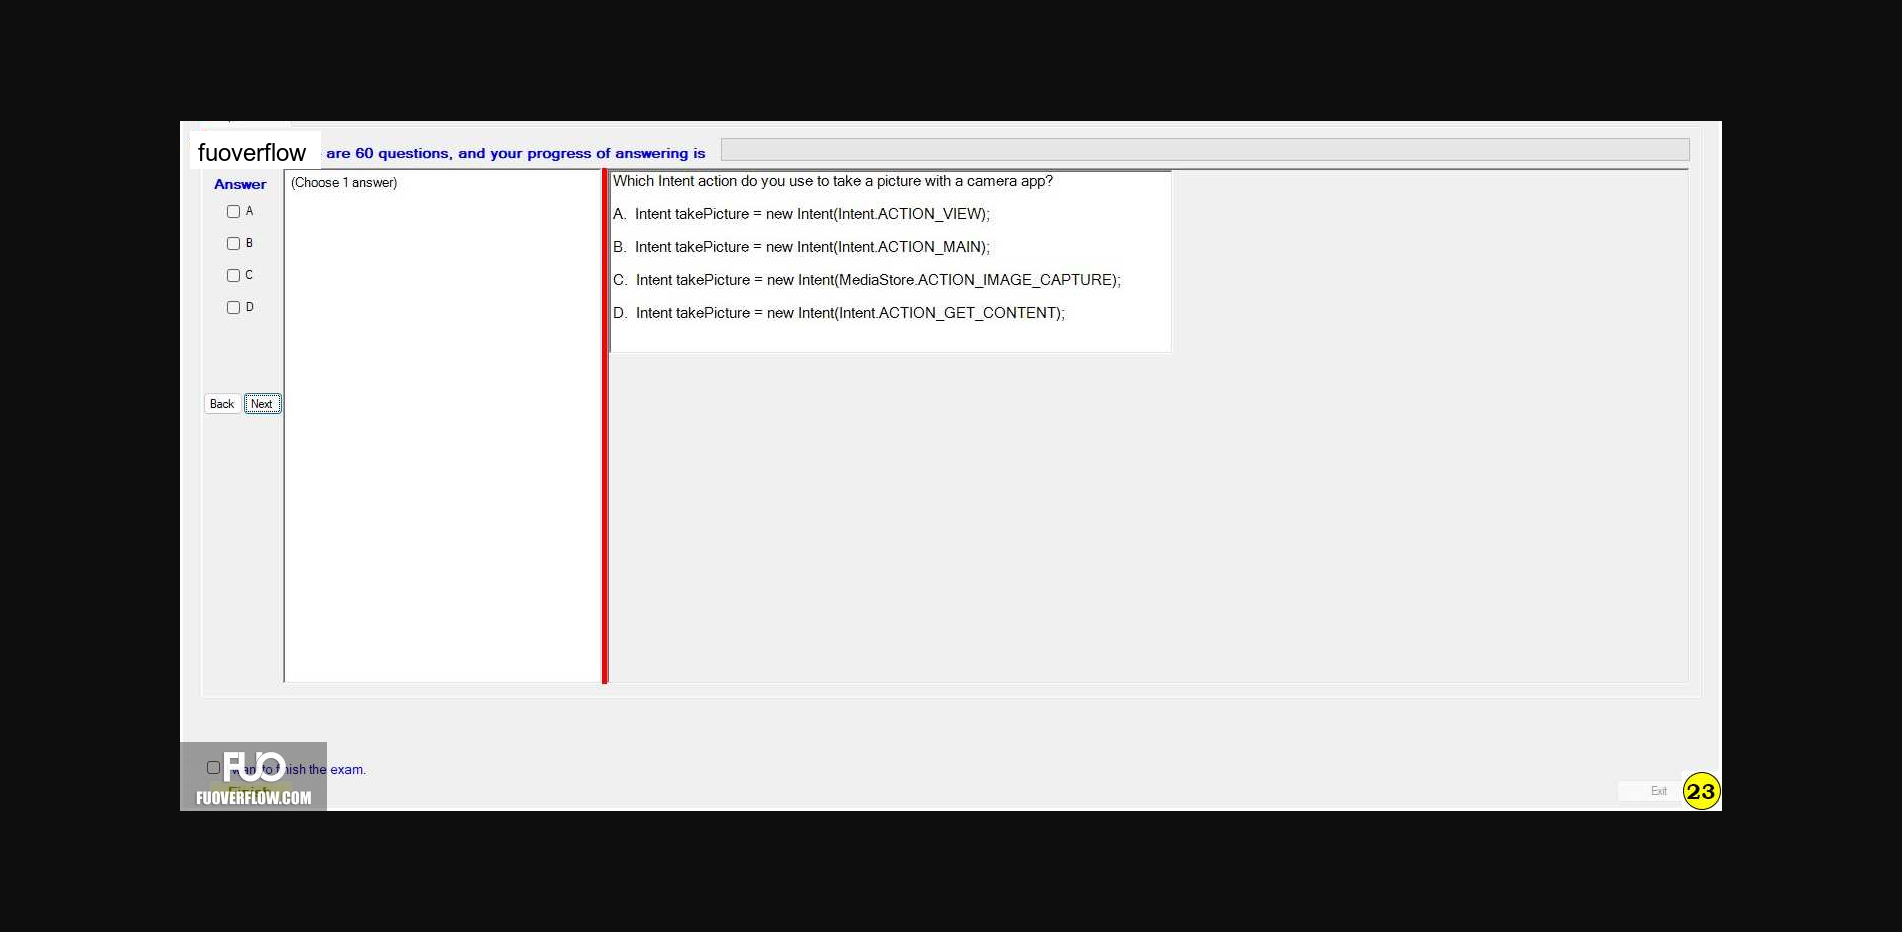 fuoverflow are 60 questions, and your progress of answering is
Answer
A
B
C
D
Back Next
(Choose 1 answer)
Which Intent action do you use to take a picture with a camera app?
A. Intent takePicture = new Intent(Intent.ACTION_VIEW);
B. Intent takePicture = new Intent(Intent.ACTION_MAIN);
C. Intent takePicture = new Intent(MediaStore.ACTION_IMAGE_CAPTURE);
D. Intent takePicture = new Intent(Intent.ACTION_GET_CONTENT);
want to finish the exam.
Finish
FUO
FUOVERFLOW.COM
Exit
23